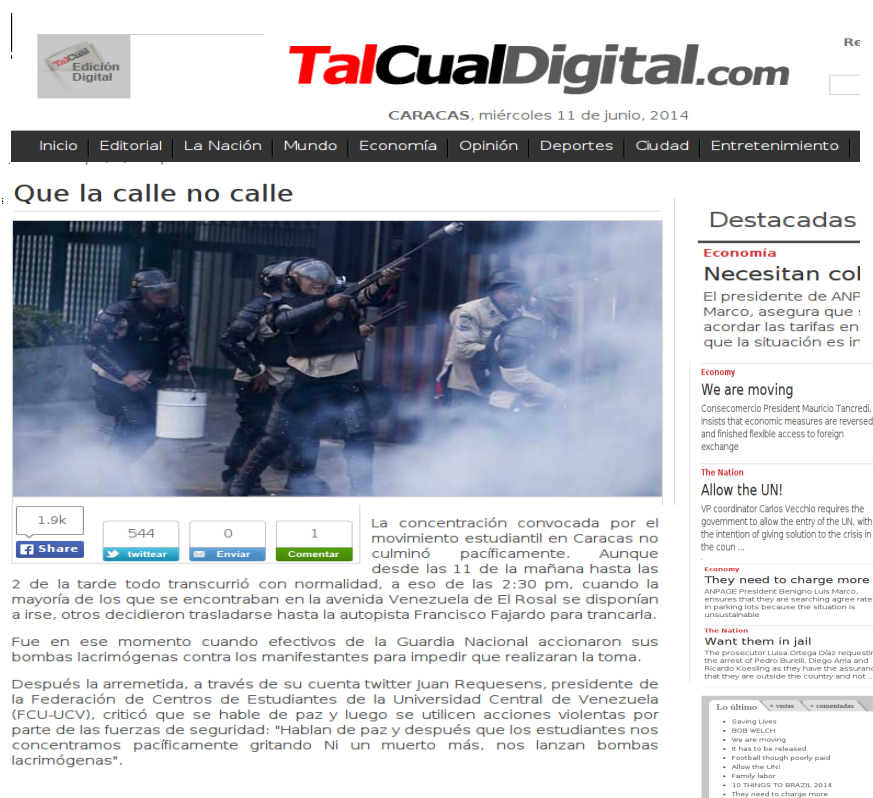 TalCual
Edición
Digital
TalCualDigital.com
Re
CARACAS, miércoles 11 de junio, 2014
Inicio Editorial La Nación Mundo Economía Opinión Deportes Ciudad Entretenimiento
Que la calle no calle
1.9k
Share
544
twittear
0
Enviar
1
Comentar
La concentración convocada por el
movimiento estudiantil en Caracas no
culminó pacíficamente. Aunque
desde las 11 de la mañana hasta las
2 de la tarde todo transcurrió con normalidad, a eso de las 2:30 pm, cuando la
mayoría de los que se encontraban en la avenida Venezuela de El Rosal se disponían
a irse, otros decidieron trasladarse hasta la autopista Francisco Fajardo para trancarla.
Fue en ese momento cuando efectivos de la Guardia Nacional accionaron sus
bombas lacrimógenas contra los manifestantes para impedir que realizaran la toma.
Después la arremetida, a través de su cuenta twitter Juan Requesens, presidente de
la Federación de Centros de Estudiantes de la Universidad Central de Venezuela
(FCU-UCV), criticó que se hable de paz y luego se utilicen acciones violentas por
parte de las fuerzas de seguridad: "Hablan de paz y después que los estudiantes nos
concentramos pacíficamente gritando Ni un muerto más, nos lanzan bombas
lacrimógenas".
Destacadas
Economía
Necesitan col
El presidente de ANP
Marco, asegura que
acordar las tarifas en
que la situación es in
Economy
We are moving
Consecomercio President Mauricio Tancredi,
insists that economic measures are reversed
and finished flexible access to foreign
exchange
The Nation
Allow the UN!
VP coordinator Carlos Vecchio requires the
government to allow the entry of the UN, with
the intention of giving solution to the crisis in
the coun ...
Economy
They need to charge more
ANPAGE President Benigno Luis Marco,
ensures that they are searching agree rate
in parking lots because the situation is
unsustainable
The Nation
Want them in jail
The prosecutor Luisa Ortega Díaz requestin
the arrest of Pedro Burelli, Diego Arria and
Ricardo Koesling as they have the assuranc
that they are outside the country and not ..
Lo último + vistas + comentadas
• Saving Lives
• BOB WELCH
• We are moving
• It has to be released
• Football though poorly paid
• Allow the UN!
• Family labor
• 10 THINGS TO BRAZIL 2014
• They need to charge more